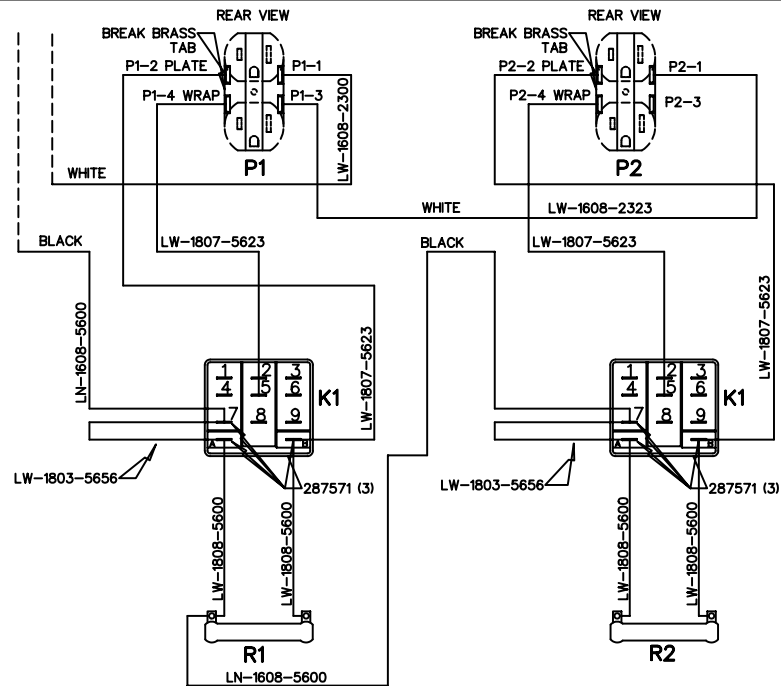 REAR VIEW
BREAK BRASS
TAB
P1-2 PLATE
P1-1
P1-4 WRAP
P1-3
LW-1608-2300
P1
WHITE
REAR VIEW
BREAK BRASS
TAB
P2-2 PLATE
P2-1
P2-4 WRAP
P2-3
P2
WHITE
LW-1608-2323
BLACK
LW-1807-5623
BLACK
LW-1807-5623
LN-1608-5600
LW-1807-5623
LW-1807-5623
1 2 3
4 5 6
7 8 9
A B
K1
LW-1803-5656
287571 (3)
LW-1808-5600
LW-1808-5600
R1
LN-1608-5600
1 2 3
4 5 6
7 8 9
A B
K1
LW-1803-5656
287571 (3)
LW-1808-5600
LW-1808-5600
R2